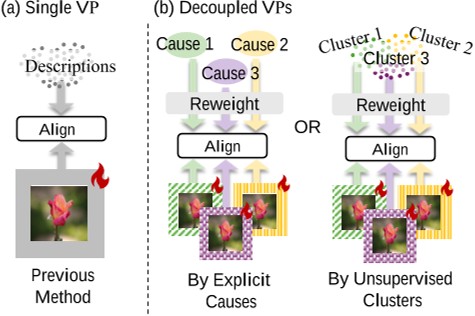 (a) Single VP
Descriptions
Align
Previous
Method
(b) Decoupled VPs
Cause 1
Cause 2
Cause 3
Reweight
Align
By Explicit
Causes
OR
Cluster 1
Cluster 2
Cluster 3
Reweight
Align
By Unsupervised
Clusters